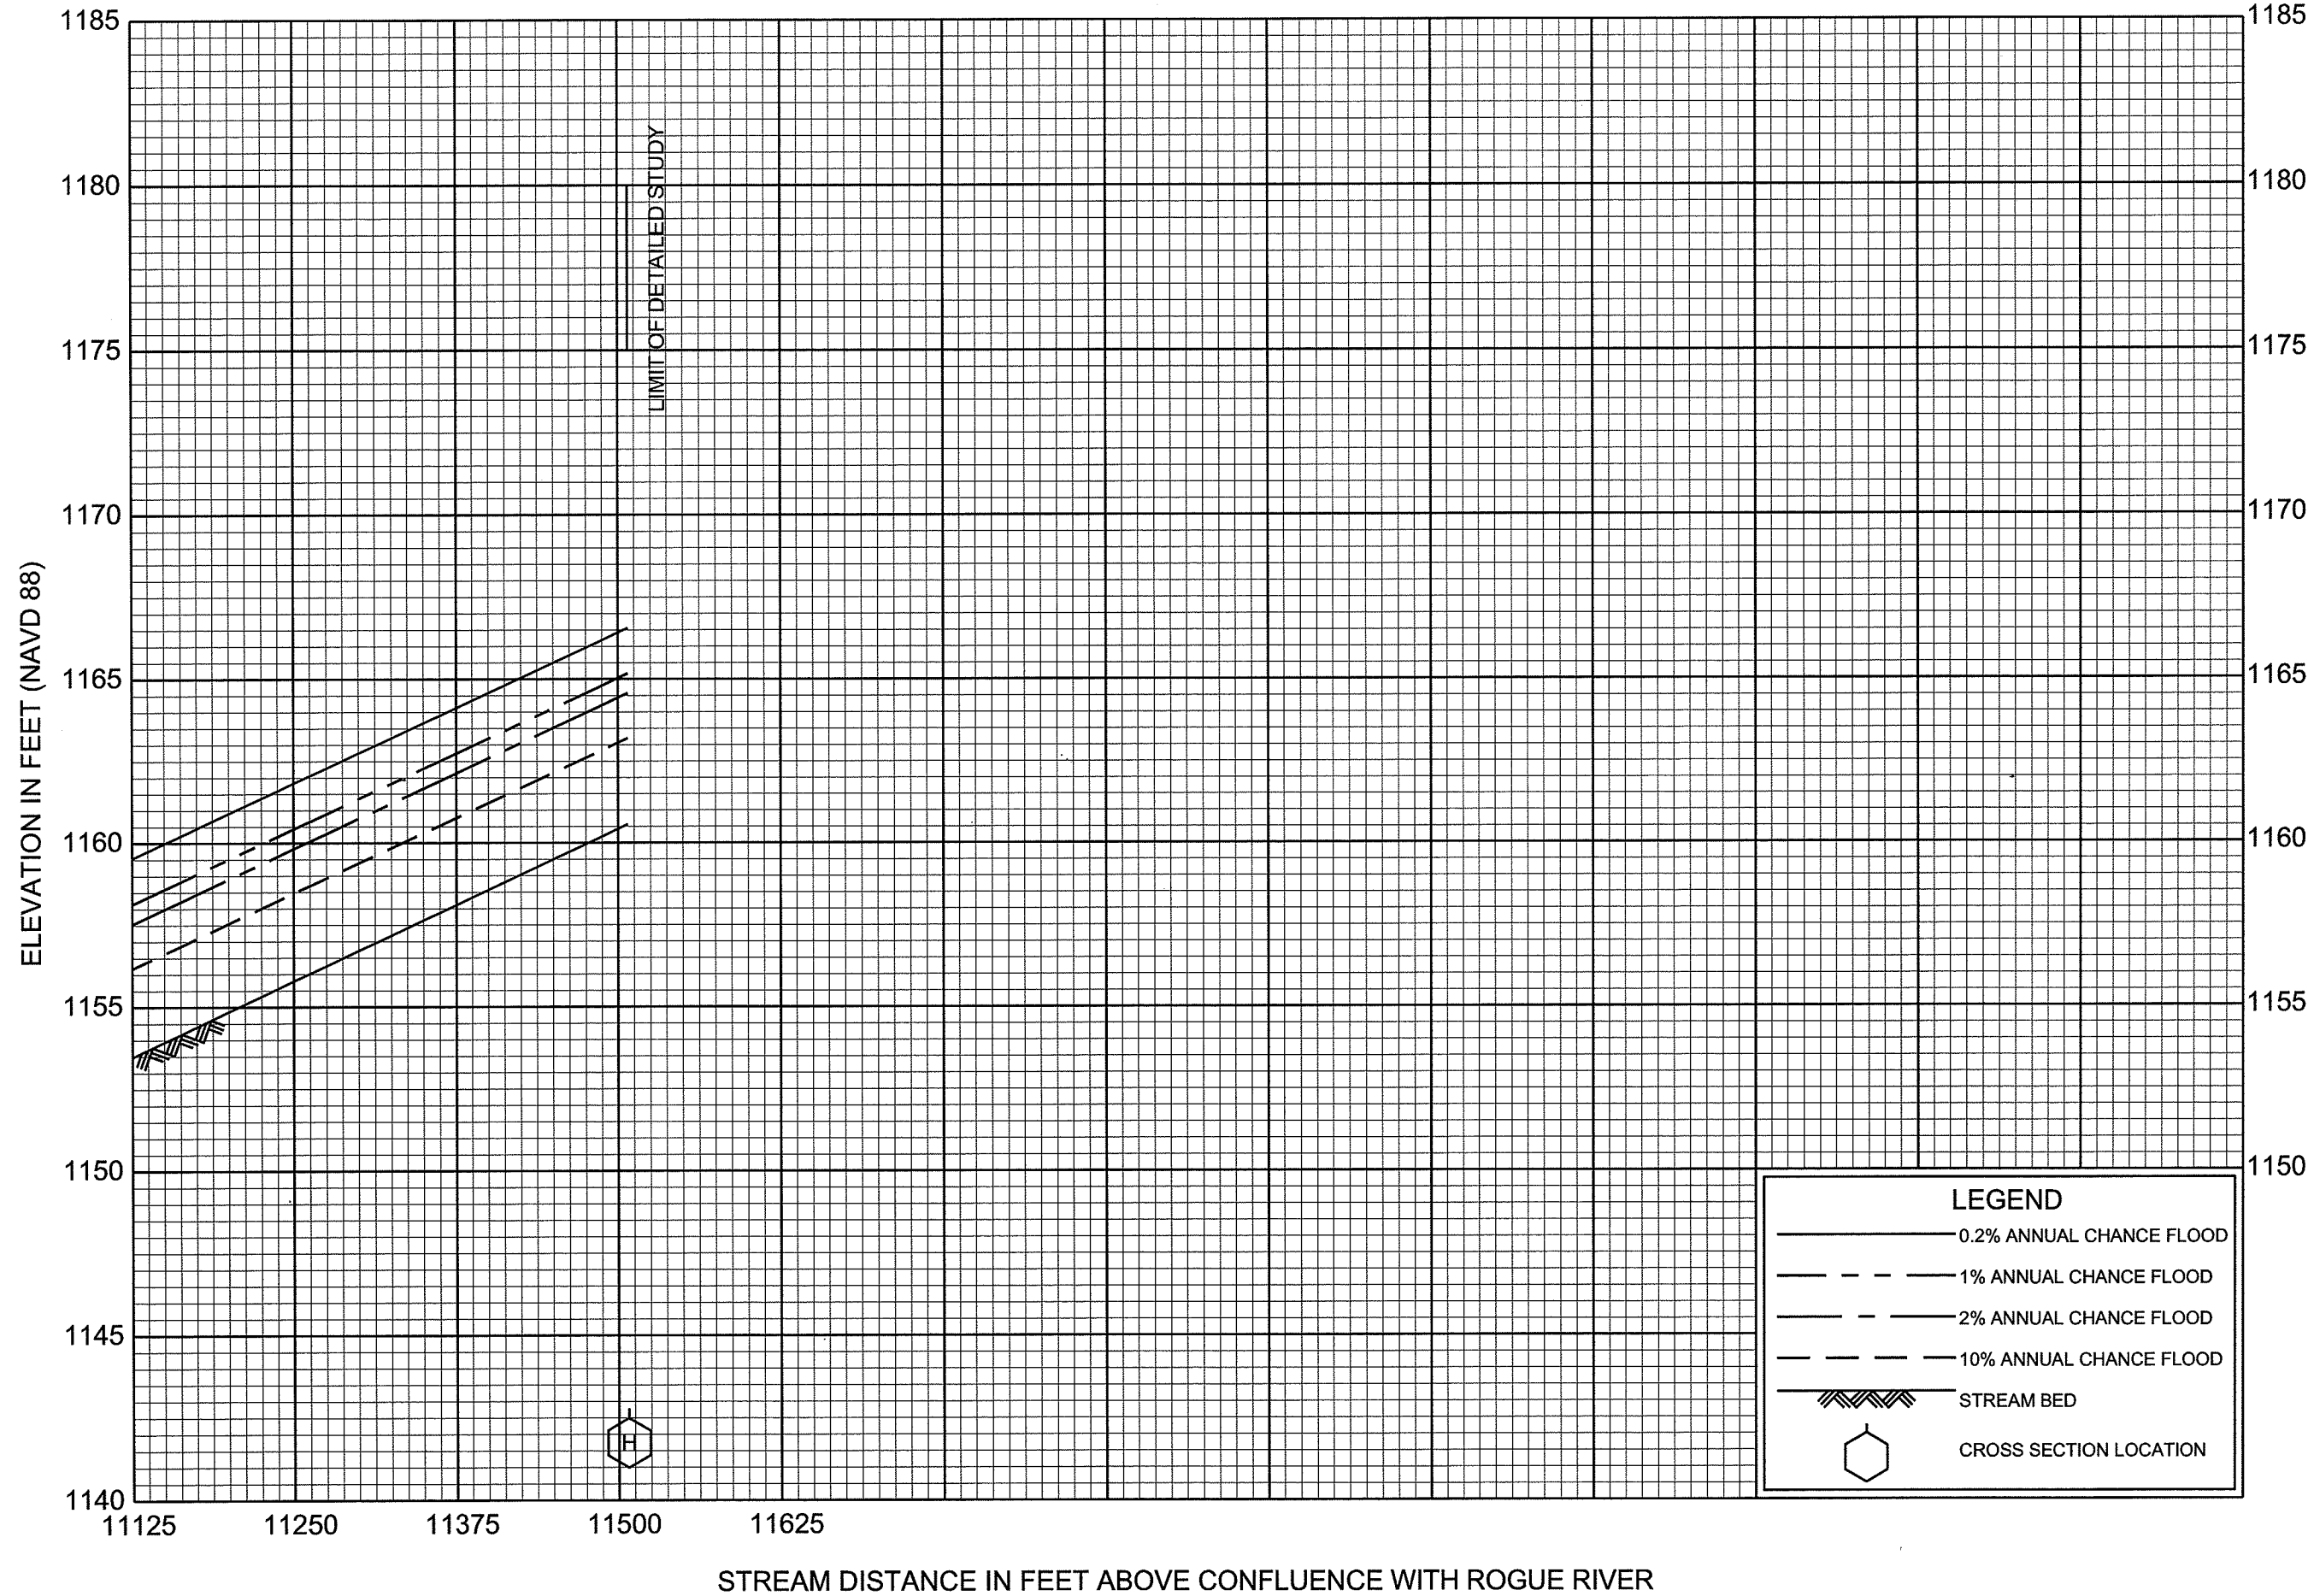 1185
1180
1175
1170
1165
1160
1155
1150
1145
1140
ELEVATION IN FEET (NAVD 88)
LIMIT OF DETAILED STUDY
1185
1180
1175
1170
1165
1160
1155
1150
LEGEND
0.2% ANNUAL CHANCE FLOOD
1% ANNUAL CHANCE FLOOD
2% ANNUAL CHANCE FLOOD
10% ANNUAL CHANCE FLOOD
STREAM BED
CROSS SECTION LOCATION
H
11125 11250 11375 11500 11625
STREAM DISTANCE IN FEET ABOVE CONFLUENCE WITH ROGUE RIVER